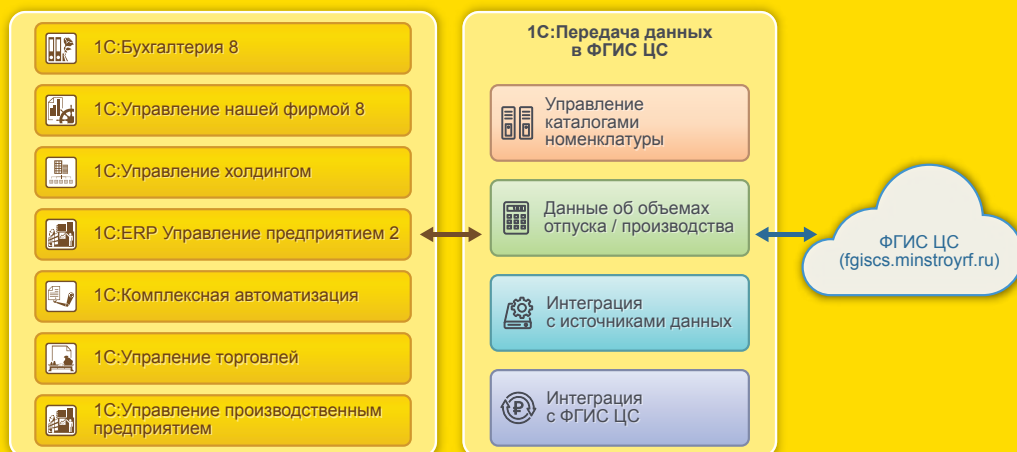 1С:Бухгалтерия 8
1С:Управление нашей фирмой 8
1С:Управление холдингом
1С:ERP Управление предприятием 2
1С:Комплексная автоматизация
1С:Упраление торговлей
1С:Управление производственным
предприятием
1С:Передача данных
в ФГИС ЦС
Управление
каталогами
номенклатуры
Данные об объемах
отпуска / производства
Интеграция
с источниками данных
Интеграция
с ФГИС ЦС
ФГИС ЦС
(fgiscs.minstroyrf.ru)